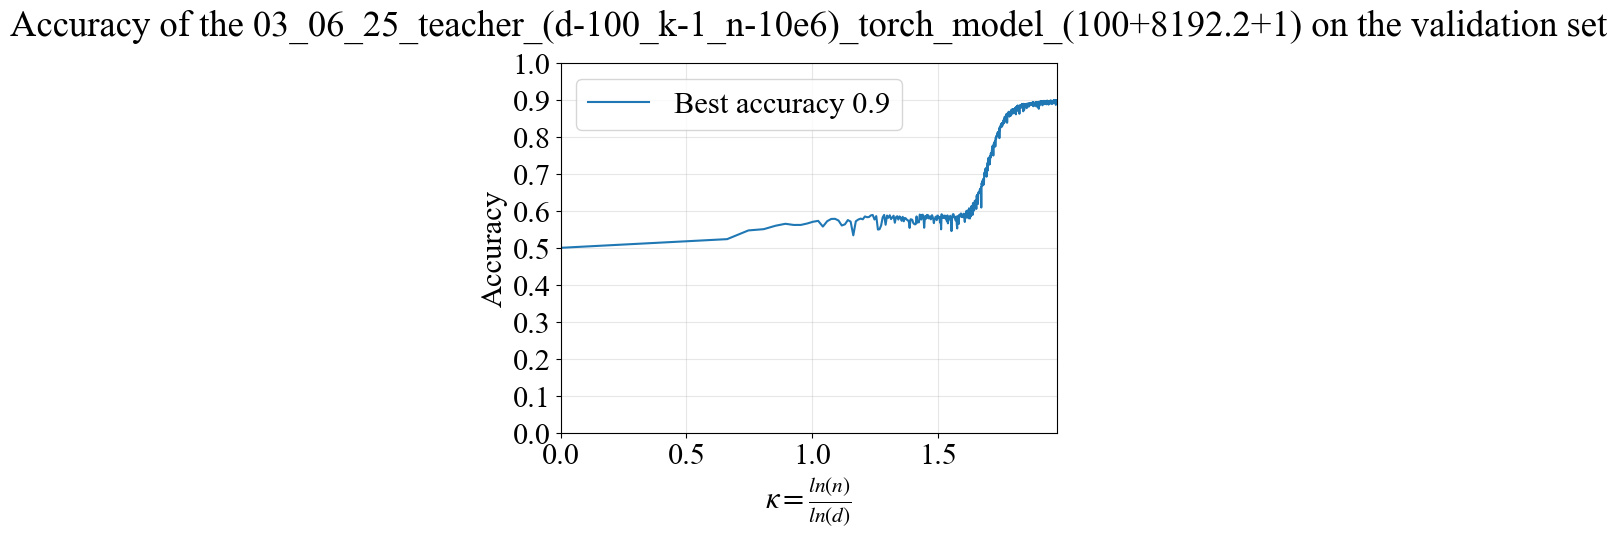 Accuracy of the 03_06_25_teacher_(d-100_k-1_n-10e6)_torch_model_(100+8192.2+1) on the validation set
1.0
0.9
0.8
0.7
0.6
0.5
0.4
0.3
0.2
0.1
0.0
Accuracy
Best accuracy 0.9
0.0 0.5 1.0 1.5
κ = ln(n) / ln(d)